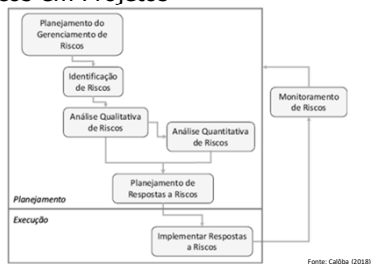 Planejamento do
Gerenciamento de
Riscos
Identificação
de Riscos
Análise Qualitativa
de Riscos
Análise Quantitativa
de Riscos
Monitoramento
de Riscos
Planejamento de
Respostas a Riscos
Planejamento
Execução
Implementar Respostas
a Riscos
Fonte: Calôba (2018)